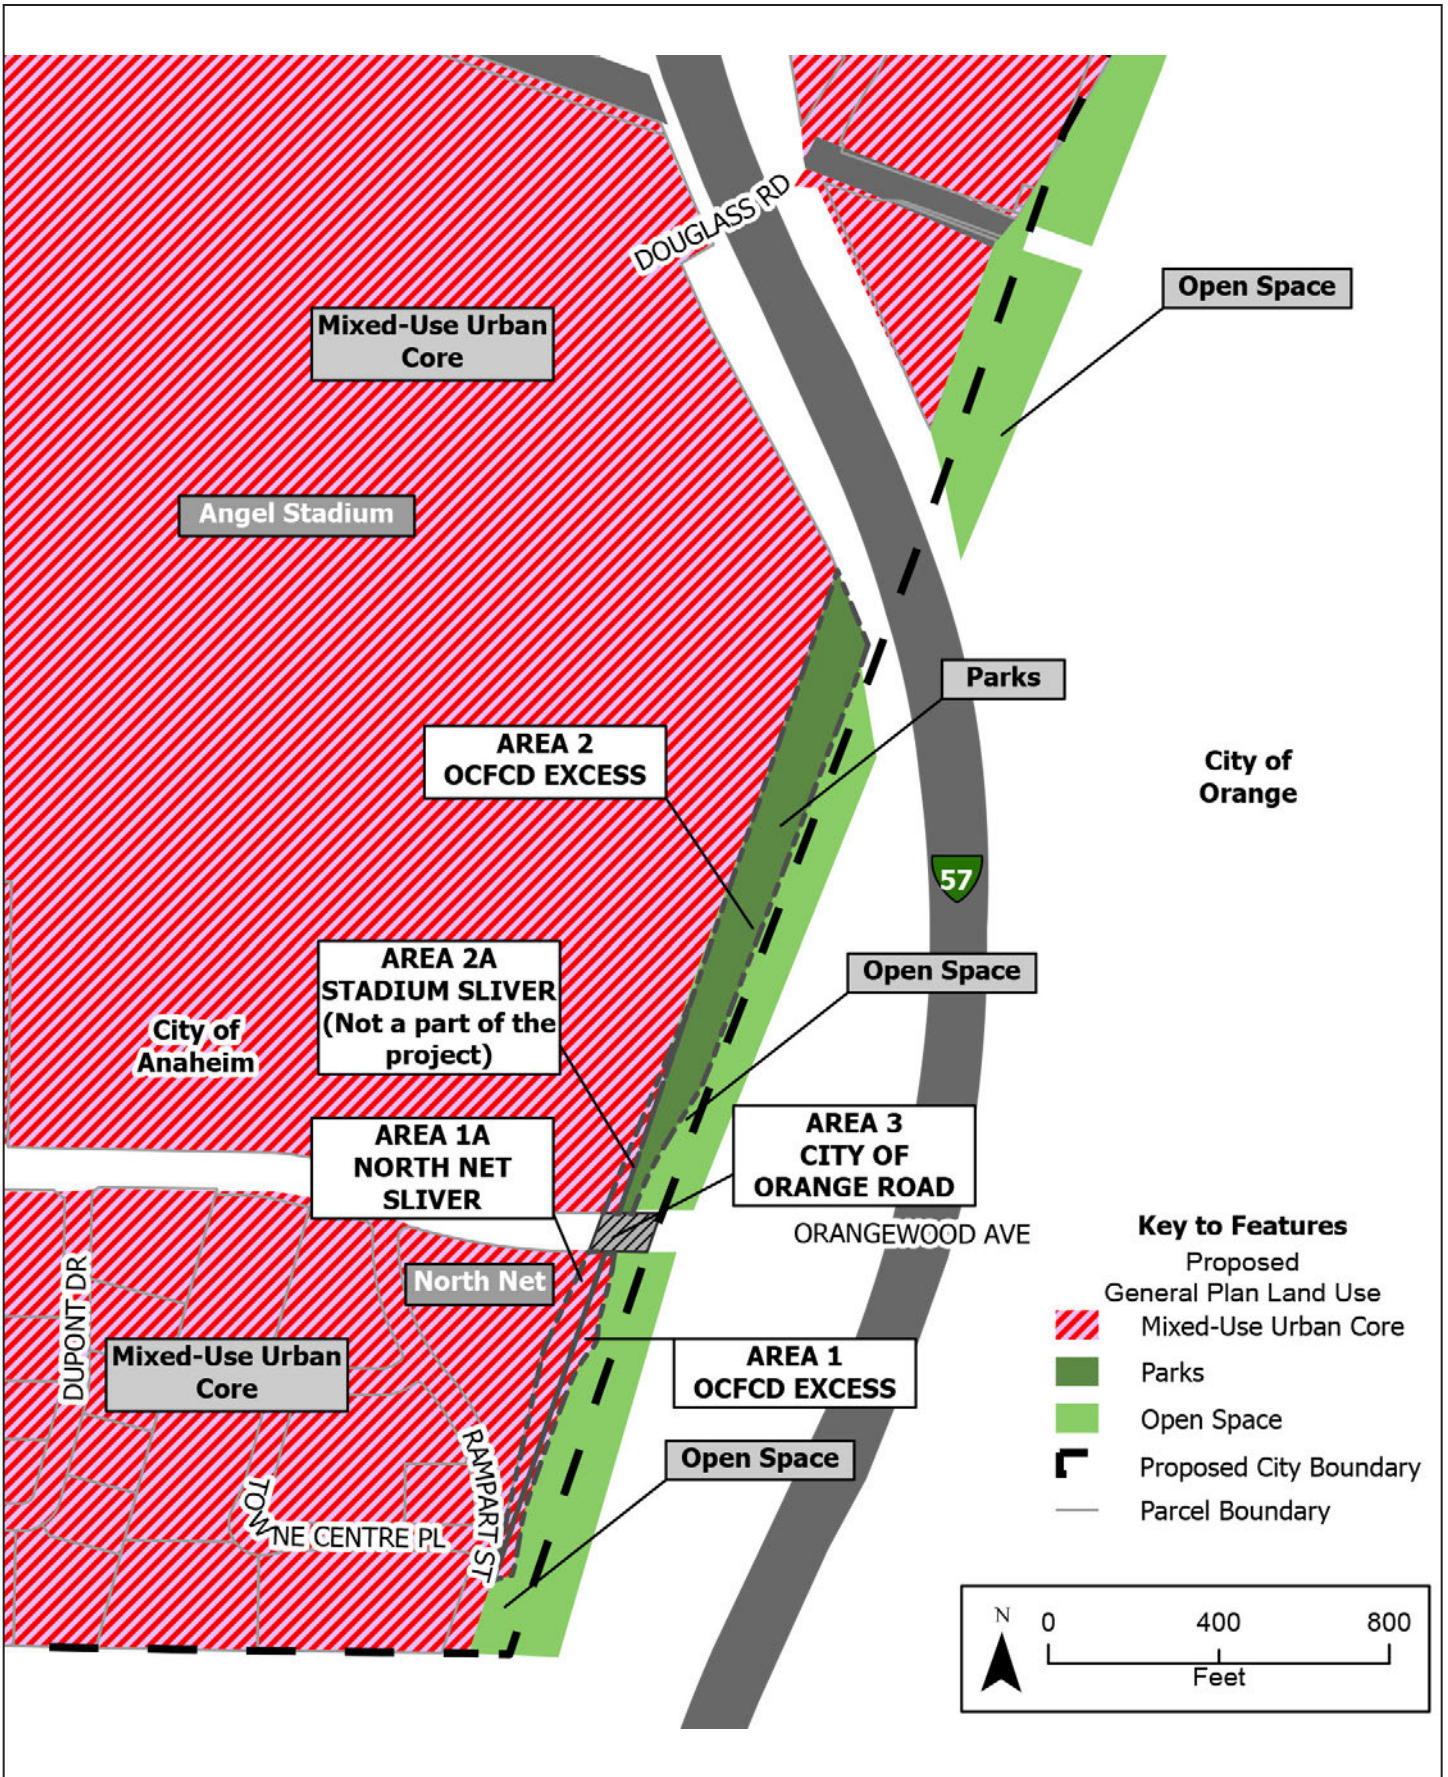 DOUGLASS RD
Open Space
Mixed-Use Urban
Core
Angel Stadium
Parks
AREA 2
OCFCD EXCESS
City of
Orange
57
AREA 2A
STADIUM SLIVER
(Not a part of the
project)
Open Space
City of
Anaheim
AREA 1A
NORTH NET
SLIVER
AREA 3
CITY OF
ORANGE ROAD
ORANGEWOOD AVE
North Net
DUPONT DR
Mixed-Use Urban
Core
AREA 1
OCFCD EXCESS
Open Space
RAMPART ST
TOWNE CENTRE PL
Key to Features
Proposed
General Plan Land Use
Mixed-Use Urban Core
Parks
Open Space
Proposed City Boundary
Parcel Boundary
N
0 400 800
Feet